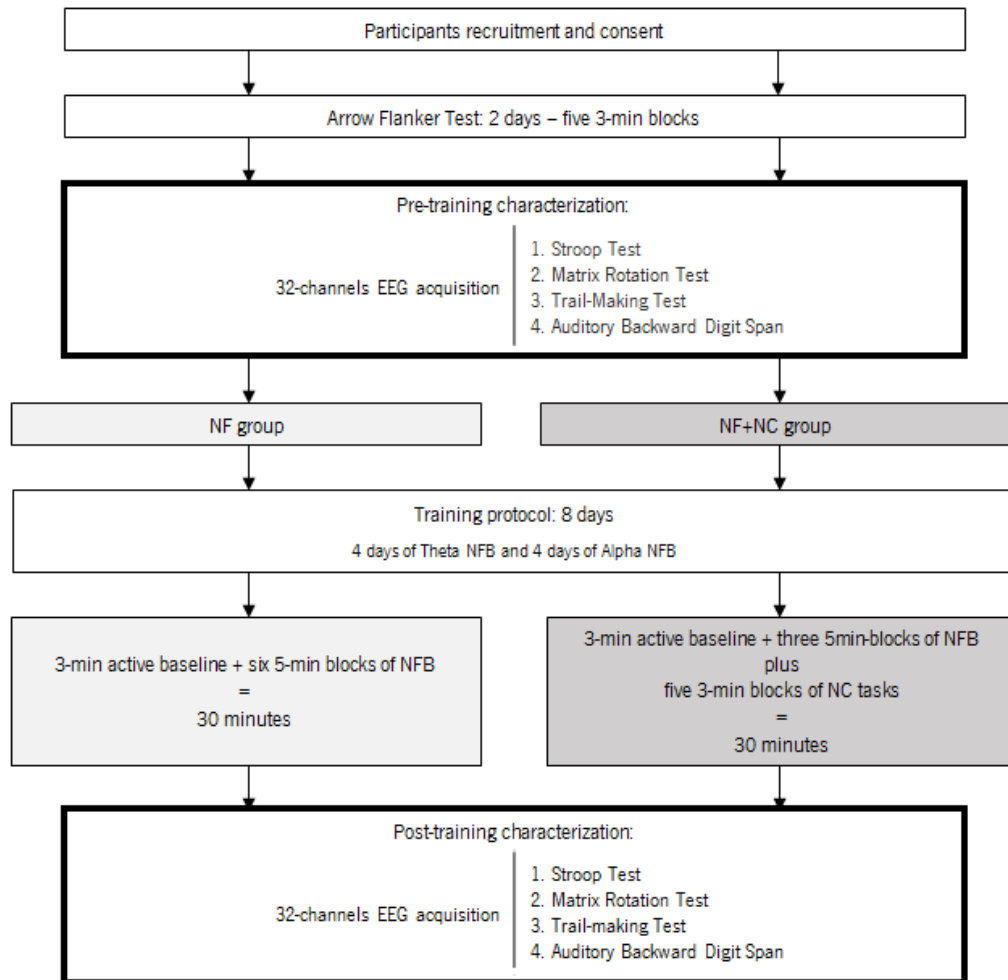 Participants recruitment and consent
Arrow Flanker Test: 2 days – five 3-min blocks
Pre-training characterization:
32-channels EEG acquisition
1. Stroop Test
2. Matrix Rotation Test
3. Trail-Making Test
4. Auditory Backward Digit Span
NF group
NF+NC group
Training protocol: 8 days
4 days of Theta NFB and 4 days of Alpha NFB
3-min active baseline + six 5-min blocks of NFB
=
30 minutes
3-min active baseline + three 5min-blocks of NFB
plus
five 3-min blocks of NC tasks
=
30 minutes
Post-training characterization:
32-channels EEG acquisition
1. Stroop Test
2. Matrix Rotation Test
3. Trail-making Test
4. Auditory Backward Digit Span